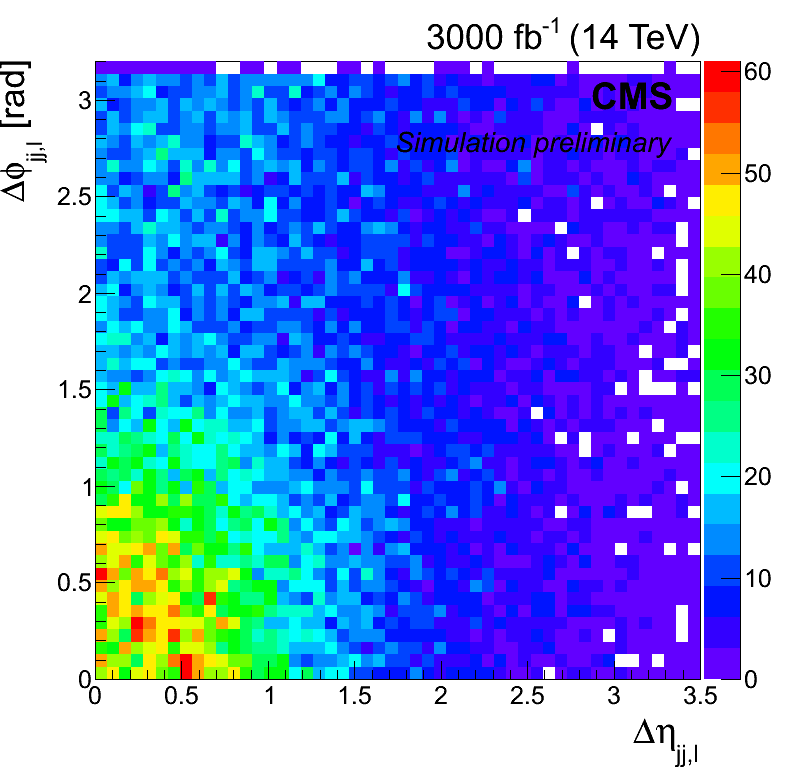 3000 fb-1 (14 TeV)
CMS
Simulation preliminary
Δϕjj,l [rad]
3
2.5
2
1.5
1
0.5
0
0 0.5 1 1.5 2 2.5 3 3.5
Δηjj,l
60
50
40
30
20
10
0